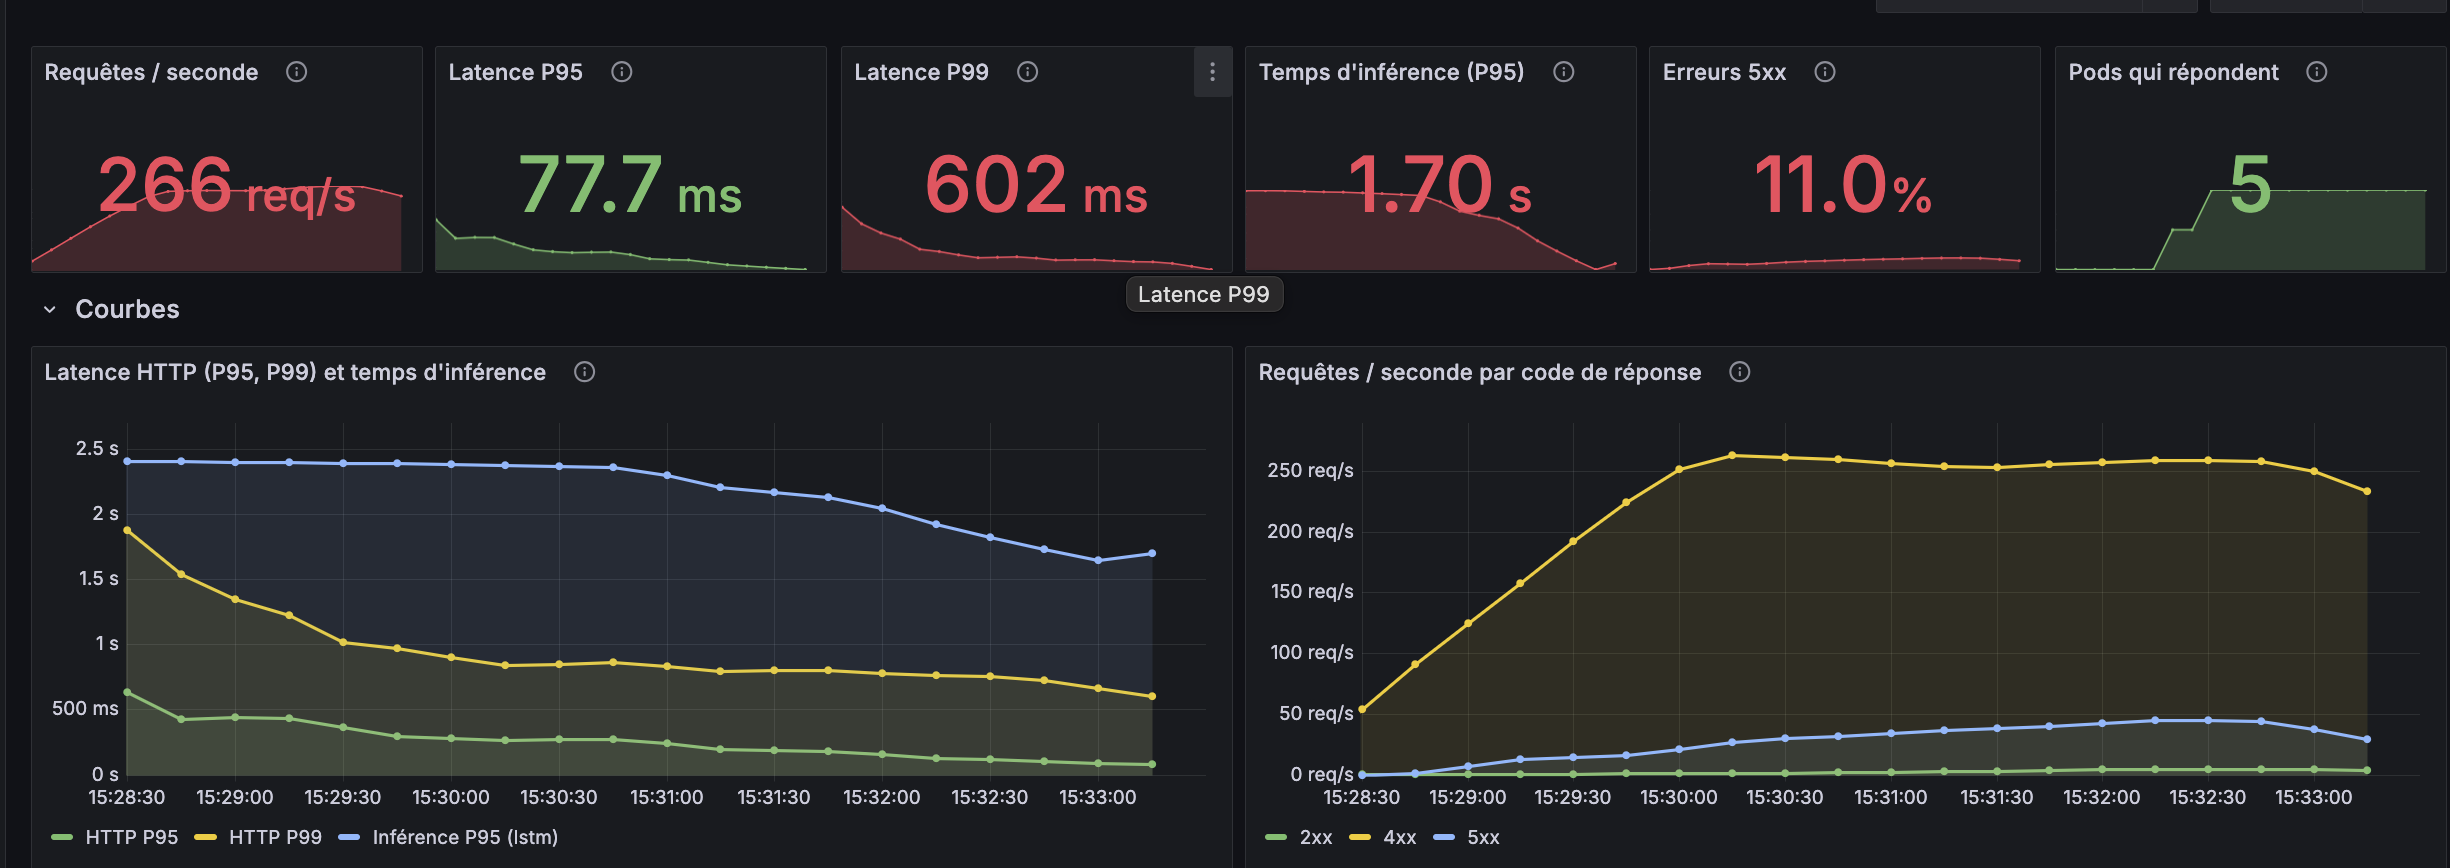 Requêtes / seconde
266 req/s
Latence P95
77.7 ms
Latence P99
602 ms
Temps d'inférence (P95)
1.70 s
Erreurs 5xx
11.0%
Pods qui répondent
5
Latence P99
Courbes
Latence HTTP (P95, P99) et temps d'inférence
2.5 s
2 s
1.5 s
1 s
500 ms
0 s
15:28:30 15:29:00 15:29:30 15:30:00 15:30:30 15:31:00 15:31:30 15:32:00 15:32:30 15:33:00
HTTP P95 HTTP P99 Inférence P95 (lstm)
Requêtes / seconde par code de réponse
250 req/s
200 req/s
150 req/s
100 req/s
50 req/s
0 req/s
15:28:30 15:29:00 15:29:30 15:30:00 15:30:30 15:31:00 15:31:30 15:32:00 15:32:30 15:33:00
2xx 4xx 5xx